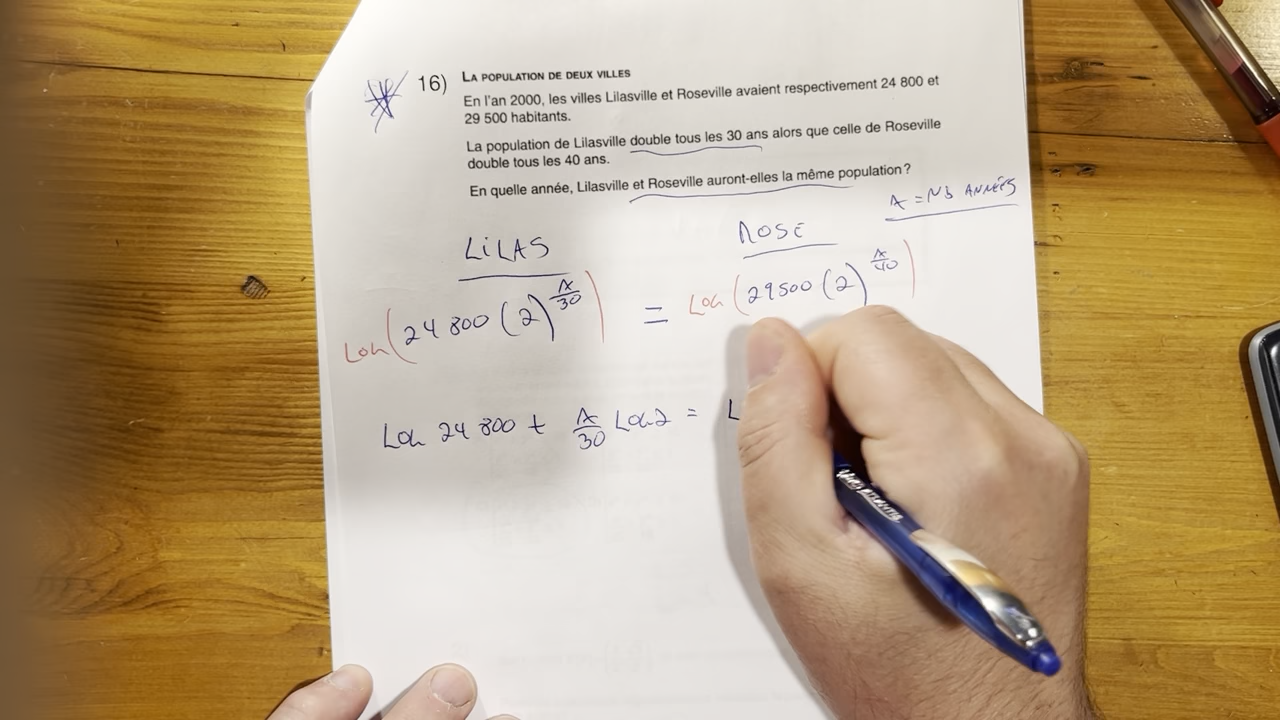 16) LA POPULATION DE DEUX VILLES
En l'an 2000, les villes Lilasville et Roseville avaient respectivement 24 800 et
29 500 habitants.
La population de Lilasville double tous les 30 ans alors que celle de Roseville
double tous les 40 ans.
En quelle année, Lilasville et Roseville auront-elles la même population ?
A = Nb ANNÉES
LiLAS
ROSE
LOG (24 800 (2)^A/30) = LOG (29500 (2)^A/40)
LOG 24 800 + A/30 LOG2 = L